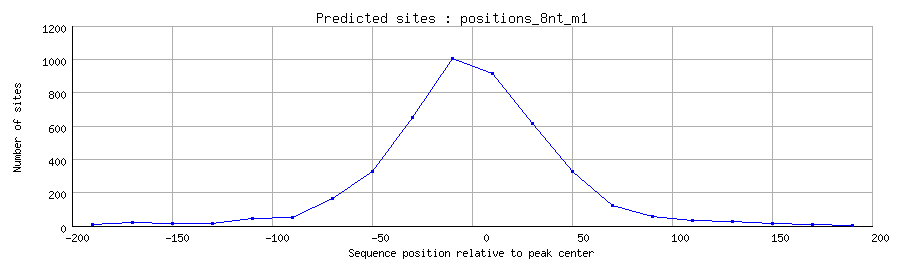 Predicted sites : positions_8nt_m1
1200
1000
800
600
400
200
0
Number of sites
-200 -150 -100 -50 0 50 100 150 200
Sequence position relative to peak center